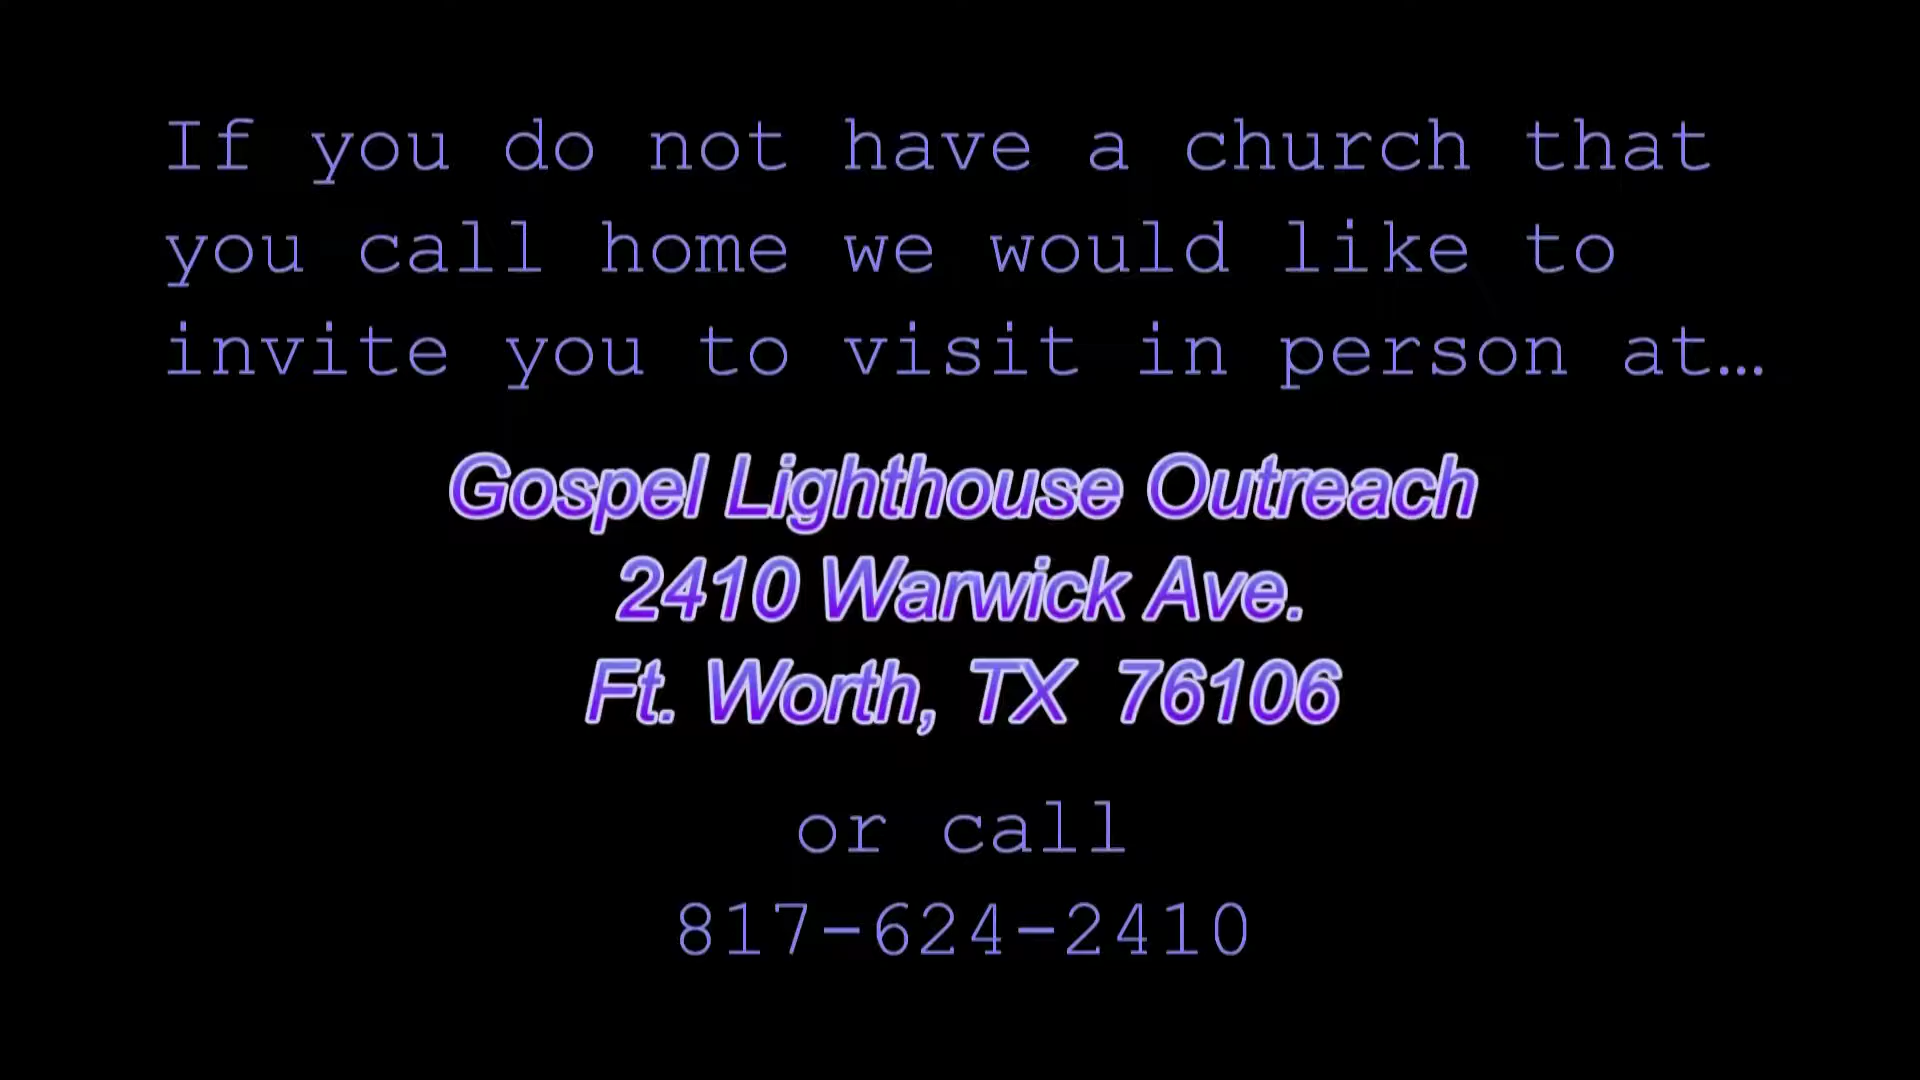 If you do not have a church that
you call home we would like to
invite you to visit in person at…
Gospel Lighthouse Outreach
2410 Warwick Ave.
Ft. Worth, TX  76106
or call
817-624-2410